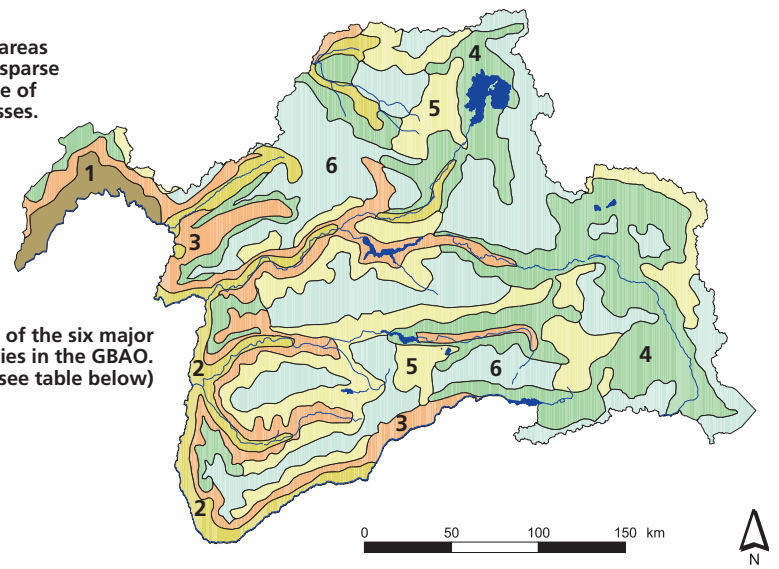 areas
sparse
e of
sses.
of the six major
ies in the GBAO.
see table below)
1
2
2
3
3
4
4
5
5
6
6
0 50 100 150 km
N